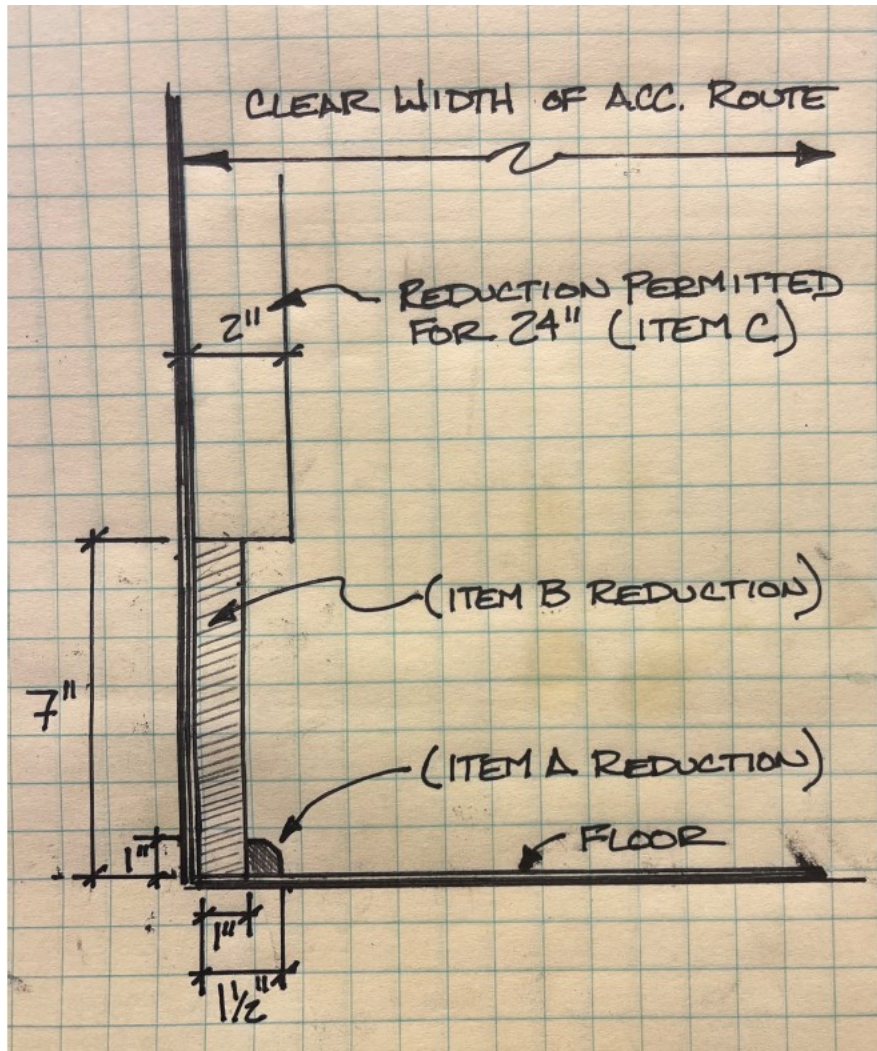 CLEAR WIDTH OF ACC. ROUTE
REDUCTION PERMITTED
2"
FOR 24" (ITEM C)
(ITEM B REDUCTION)
7"
(ITEM A REDUCTION)
FLOOR
1"
1"
1½"